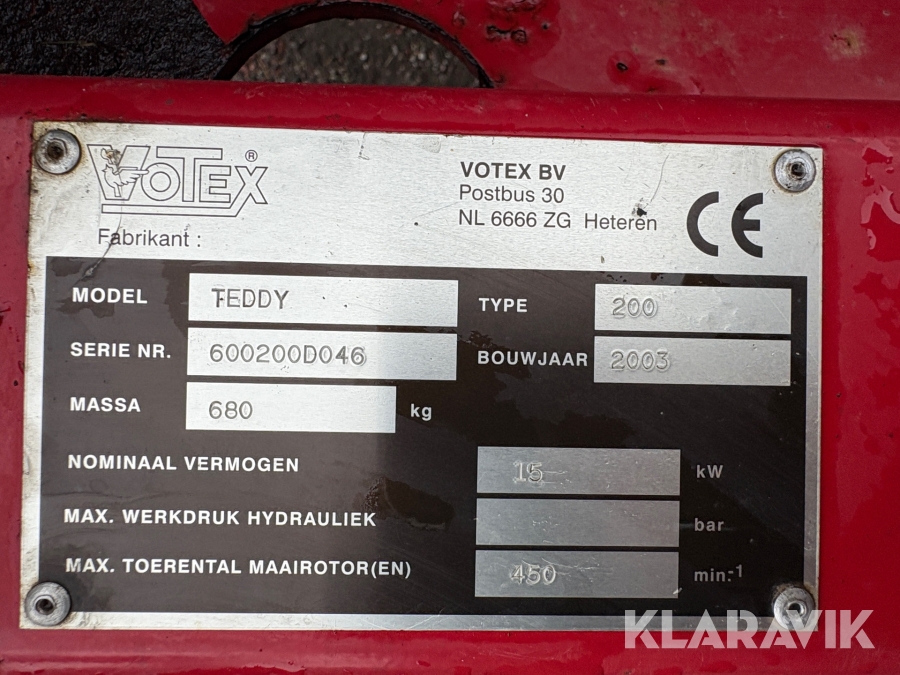 VOTEX®
VOTEX BV
Postbus 30
NL 6666 ZG Heteren
CE
Fabrikant :
MODEL TEDDY TYPE 200
SERIE NR. 600200D046 BOUWJAAR 2003
MASSA 680 kg
NOMINAAL VERMOGEN 15 kW
MAX. WERKDRUK HYDRAULIEK -- bar
MAX. TOERENTAL MAAIROTOR(EN) 450 min.-1
KLARAVIK